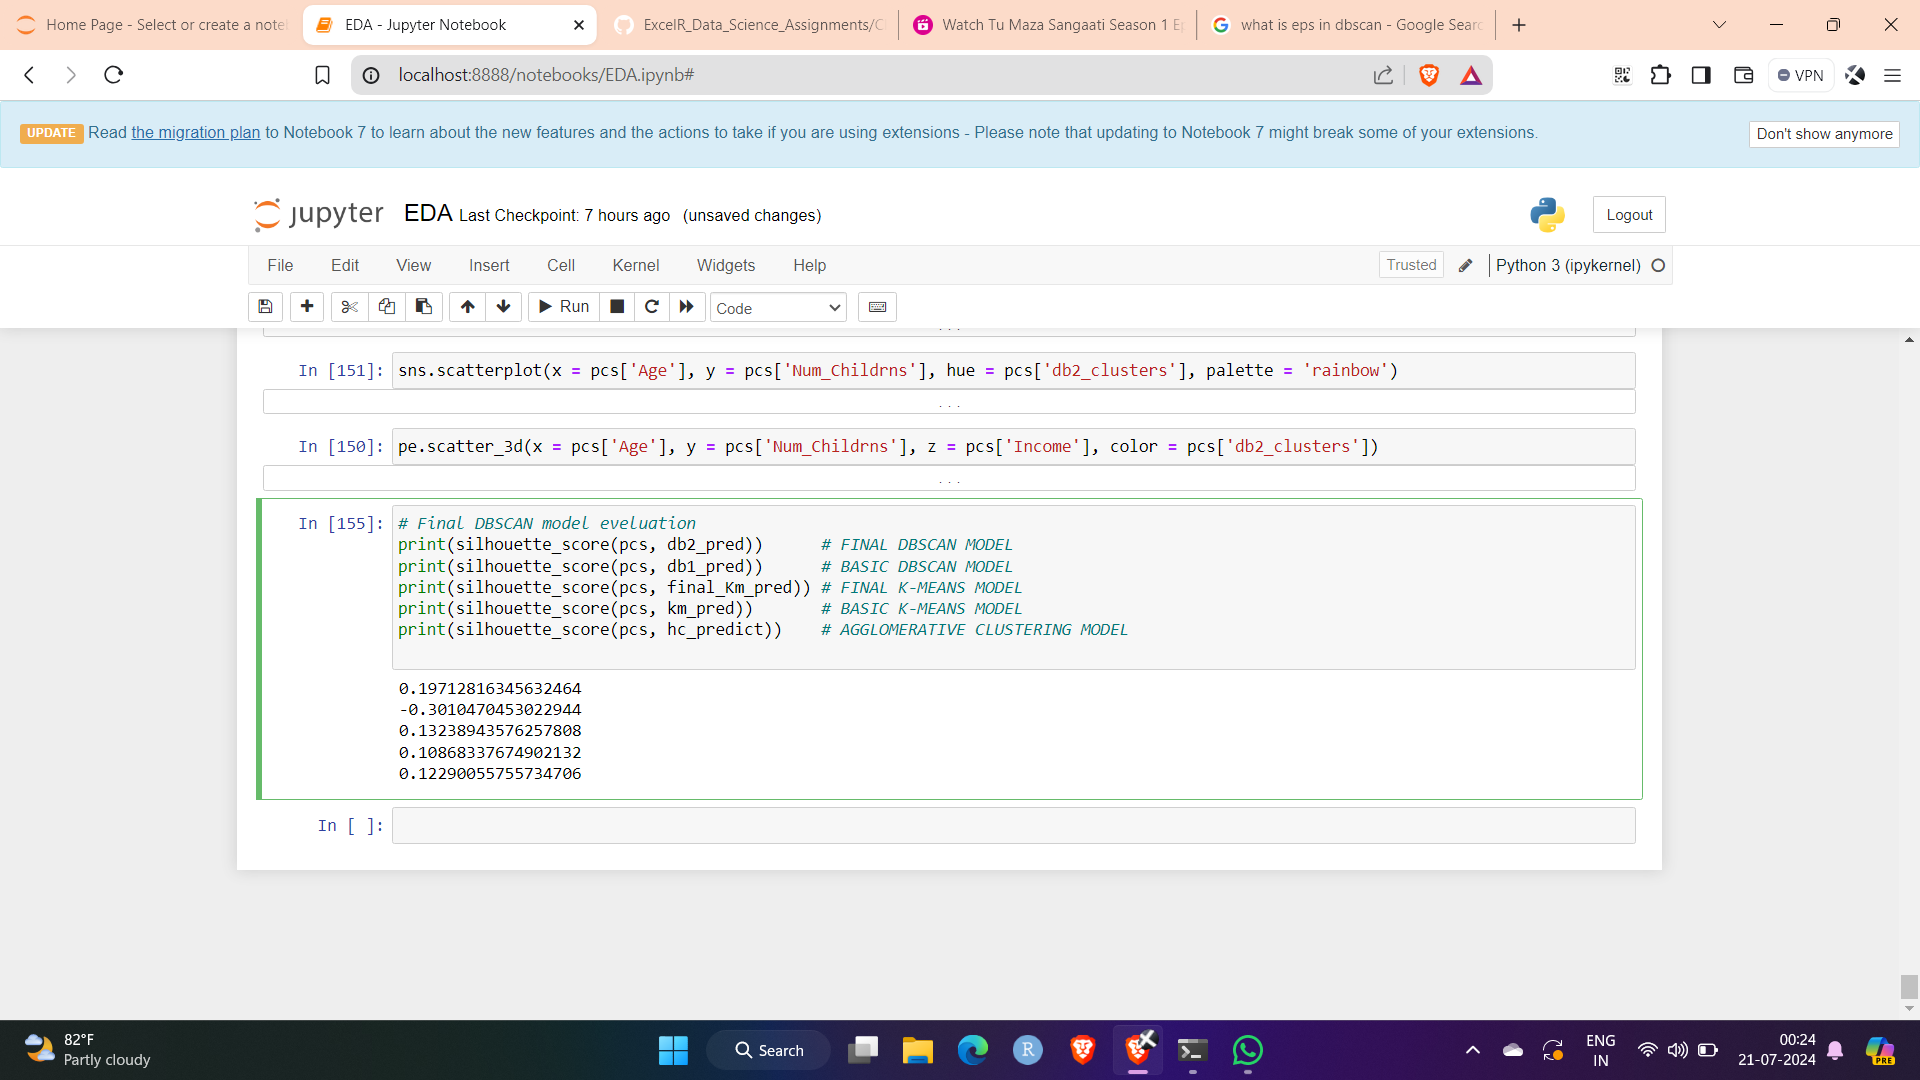 Home Page - Select or create a note
EDA - Jupyter Notebook
ExcelR_Data_Science_Assignments/C
Watch Tu Maza Sangaati Season 1 E
what is eps in dbscan - Google Searc
localhost:8888/notebooks/EDA.ipynb#
VPN
UPDATE Read the migration plan to Notebook 7 to learn about the new features and the actions to take if you are using extensions - Please note that updating to Notebook 7 might break some of your extensions.
Don't show anymore
jupyter EDA Last Checkpoint: 7 hours ago (unsaved changes)
Logout
File Edit View Insert Cell Kernel Widgets Help
Trusted Python 3 (ipykernel)
Run Code
...
In [151]: sns.scatterplot(x = pcs['Age'], y = pcs['Num_Childrns'], hue = pcs['db2_clusters'], palette = 'rainbow')
...
In [150]: pe.scatter_3d(x = pcs['Age'], y = pcs['Num_Childrns'], z = pcs['Income'], color = pcs['db2_clusters'])
...
In [155]: # Final DBSCAN model eveluation
print(silhouette_score(pcs, db2_pred)) # FINAL DBSCAN MODEL
print(silhouette_score(pcs, db1_pred)) # BASIC DBSCAN MODEL
print(silhouette_score(pcs, final_Km_pred)) # FINAL K-MEANS MODEL
print(silhouette_score(pcs, km_pred)) # BASIC K-MEANS MODEL
print(silhouette_score(pcs, hc_predict)) # AGGLOMERATIVE CLUSTERING MODEL
0.19712816345632464
-0.3010470453022944
0.13238943576257808
0.10868337674902132
0.12290055755734706
In [ ]:
82°F
Partly cloudy
Search
R
ENG
IN
00:24
21-07-2024
PRE